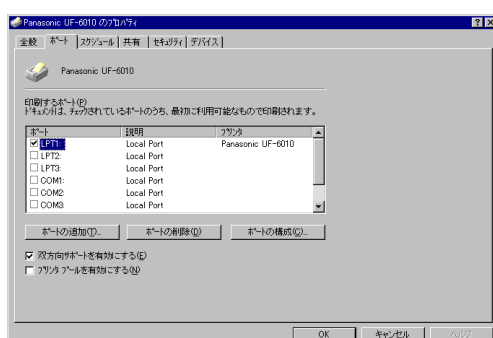 Panasonic UF-6010 のﾌﾟﾛﾊﾟﾃｨ
全般 ﾎﾟｰﾄ ｽｹｼﾞｭｰﾙ 共有 ｾｷｭﾘﾃｨ ﾃﾞﾊﾞｲｽ
Panasonic UF-6010
印刷するﾎﾟｰﾄ(P)
ﾄﾞｷｭﾒﾝﾄは、ﾁｪｯｸされているﾎﾟｰﾄのうち、最初に利用可能なもので印刷されます。
ﾎﾟｰﾄ 説明 ﾌﾟﾘﾝﾀ
LPT1: Local Port Panasonic UF-6010
LPT2: Local Port
LPT3: Local Port
COM1: Local Port
COM2: Local Port
COM3: Local Port
ﾎﾟｰﾄの追加(T)... ﾎﾟｰﾄの削除(D) ﾎﾟｰﾄの構成(C)...
双方向ｻﾎﾟｰﾄを有効にする(E)
ﾌﾟﾘﾝﾀ ﾌﾟｰﾙを有効にする(N)
OK ｷｬﾝｾﾙ ﾍﾙﾌﾟ